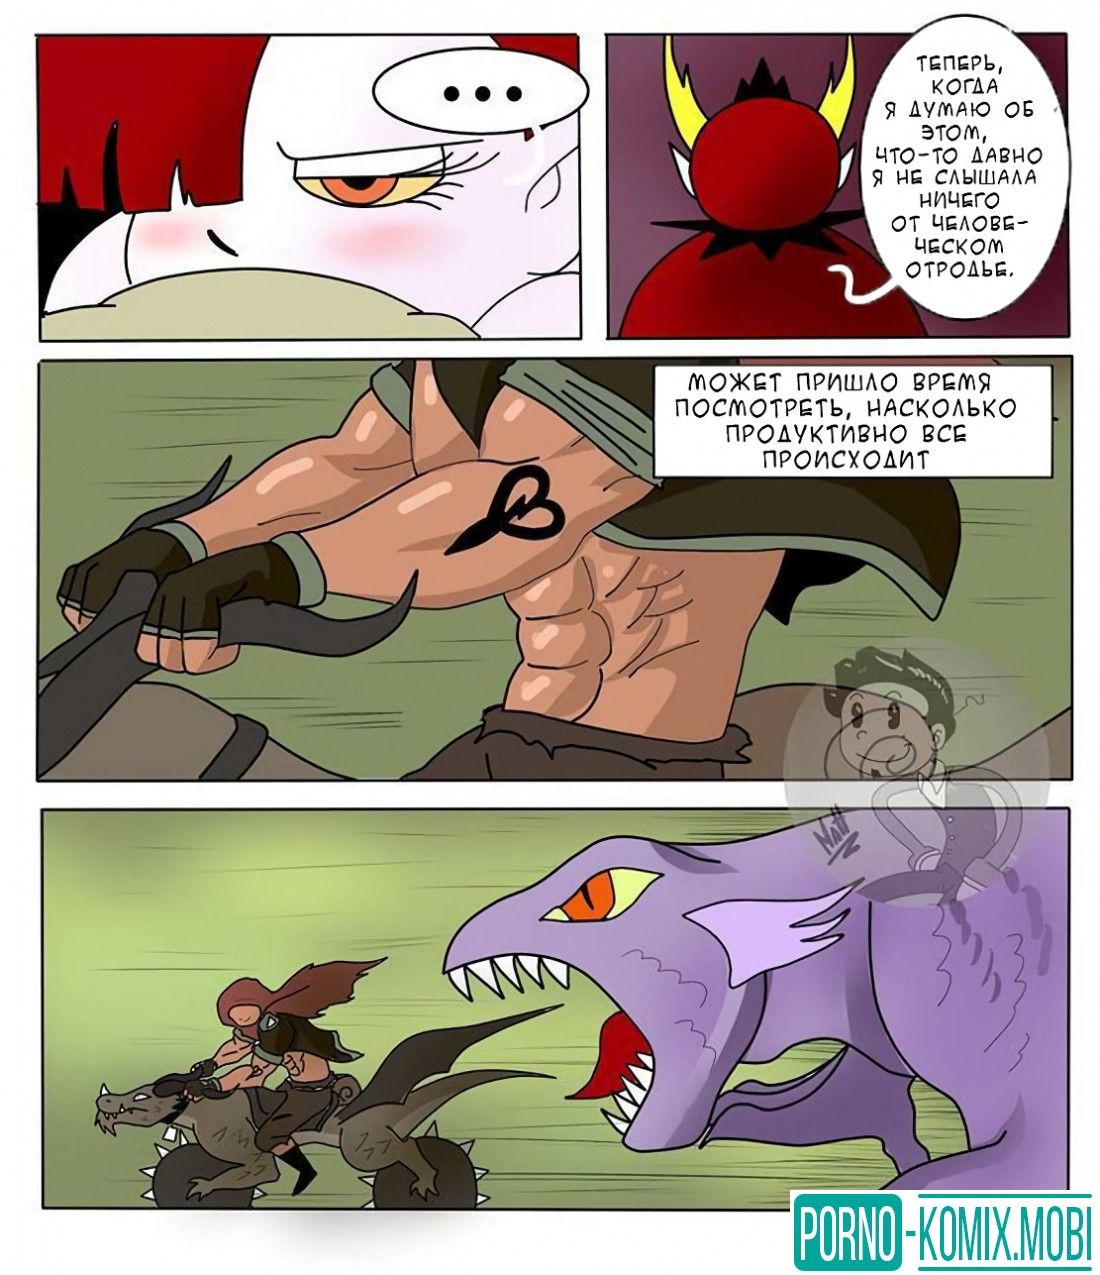 ...
ТЕПЕРЬ,
КОГДА
Я ДУМАЮ ОБ
ЭТОМ,
ЧТО-ТО ДАВНО
Я НЕ СЛЫШАЛА
НИЧЕГО
ОТ ЧЕЛОВЕ-
ЧЕСКОМ
ОТРОДЬЕ.
МОЖЕТ ПРИШЛО ВРЕМЯ
ПОСМОТРЕТЬ, НАСКОЛЬКО
ПРОДУКТИВНО ВСЕ
ПРОИСХОДИТ
PORNO-KOMIX.MOBI